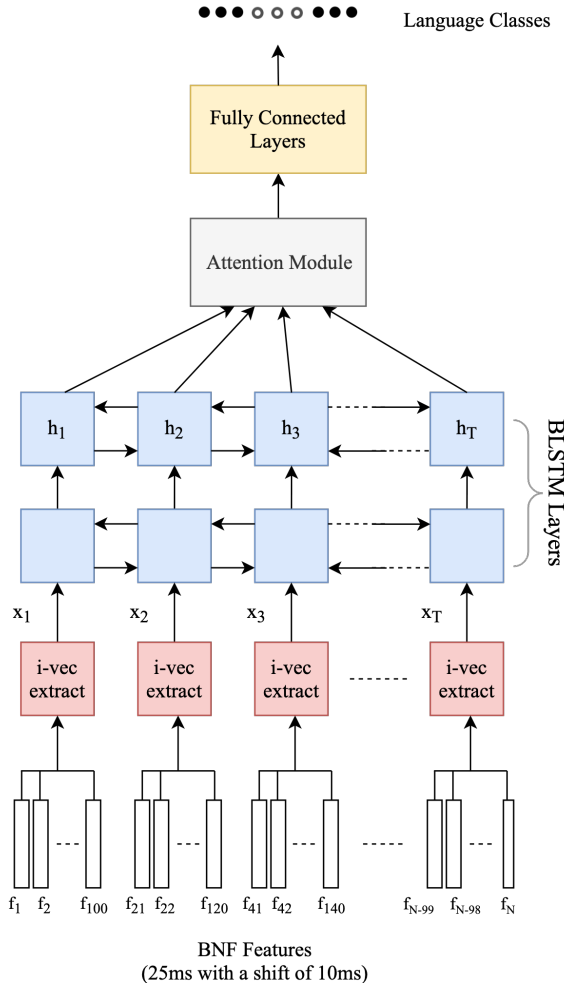 Language Classes
Fully Connected
Layers
Attention Module
h1 h2 h3 hT
BLSTM Layers
x1 x2 x3 xT
i-vec extract i-vec extract i-vec extract i-vec extract
f1 f2 f100 f21 f22 f120 f41 f42 f140 fN-99 fN-98 fN
BNF Features
(25ms with a shift of 10ms)